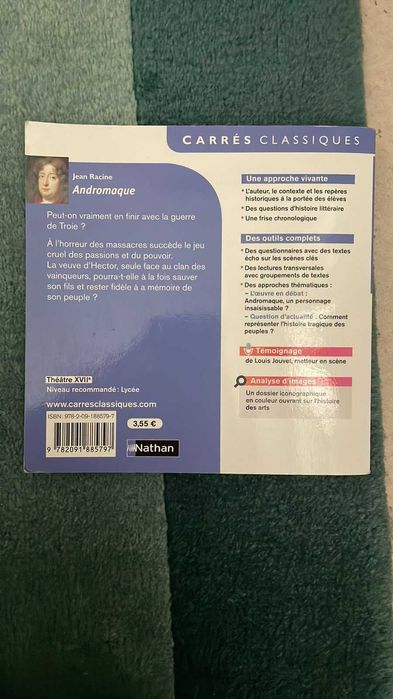 CARRÉS CLASSIQUES
Jean Racine
Andromaque
Peut-on vraiment en finir avec la guerre
de Troie ?
À l'horreur des massacres succède le jeu
cruel des passions et du pouvoir.
La veuve d'Hector, seule face au clan des
vainqueurs, pourra-t-elle à la fois sauver
son fils et rester fidèle à a mémoire de
son peuple ?
Théâtre XVIIe
Niveau recommandé : Lycée
www.carresclassiques.com
ISBN: 978-2-09-188579-7
9 782091 885797
3,55 €
Nathan
Une approche vivante
• L'auteur, le contexte et les repères
historiques à la portée des élèves
• Des questions d'histoire littéraire
• Une frise chronologique
Des outils complets
• Des questionnaires avec des textes
écho sur les scènes clés
• Des lectures transversales
avec groupements de textes
• Des approches thématiques :
– L'œuvre en débat :
Andromaque, un personnage
insaisissable ?
– Question d'actualité : Comment
représenter l'histoire tragique des
peuples ?
Témoignage
de Louis Jouvet, metteur en scène
Analyse d'images
Un dossier iconographique
en couleur ouvrant sur l'histoire
des arts